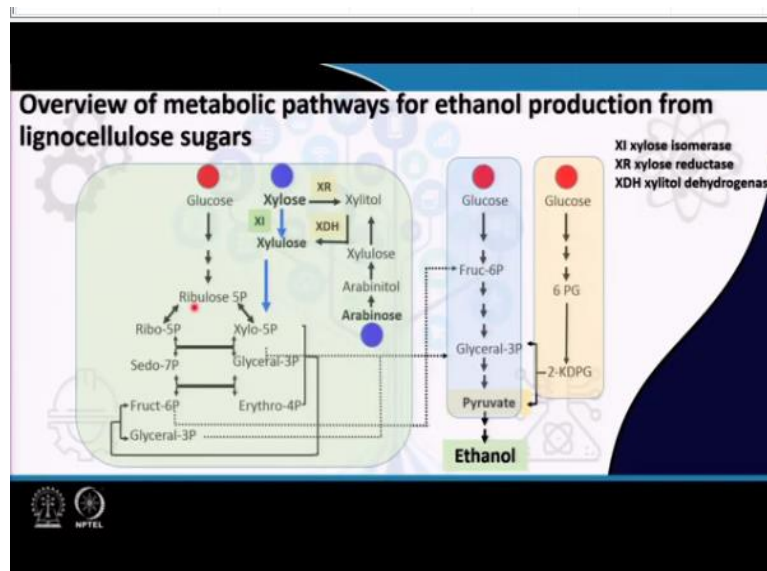 Overview of metabolic pathways for ethanol production from
lignocellulose sugars
XI xylose isomerase
XR xylose reductase
XDH xylitol dehydrogenas
Glucose
Xylose
XR
Xylitol
XI
XDH
Xylulose
Xylulose
Arabinitol
Arabinose
Ribulose 5P
Ribo-5P
Xylo-5P
Sedo-7P
Glyceral-3P
Fruct-6P
Erythro-4P
Glyceral-3P
Glucose
Fruc-6P
Glyceral-3P
Pyruvate
Ethanol
Glucose
6 PG
2-KDPG
NPTEL